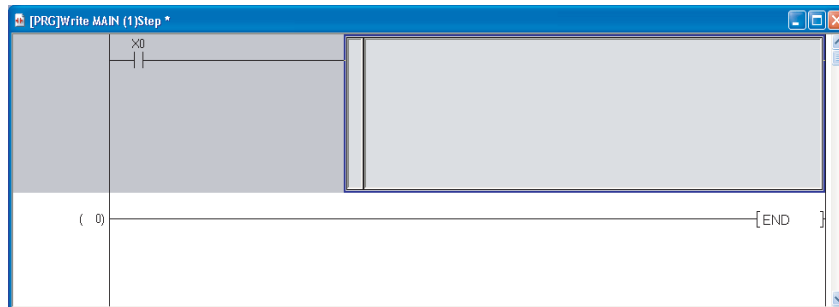 [PRG]Write MAIN (1)Step *
X0
( 0)
[END ]